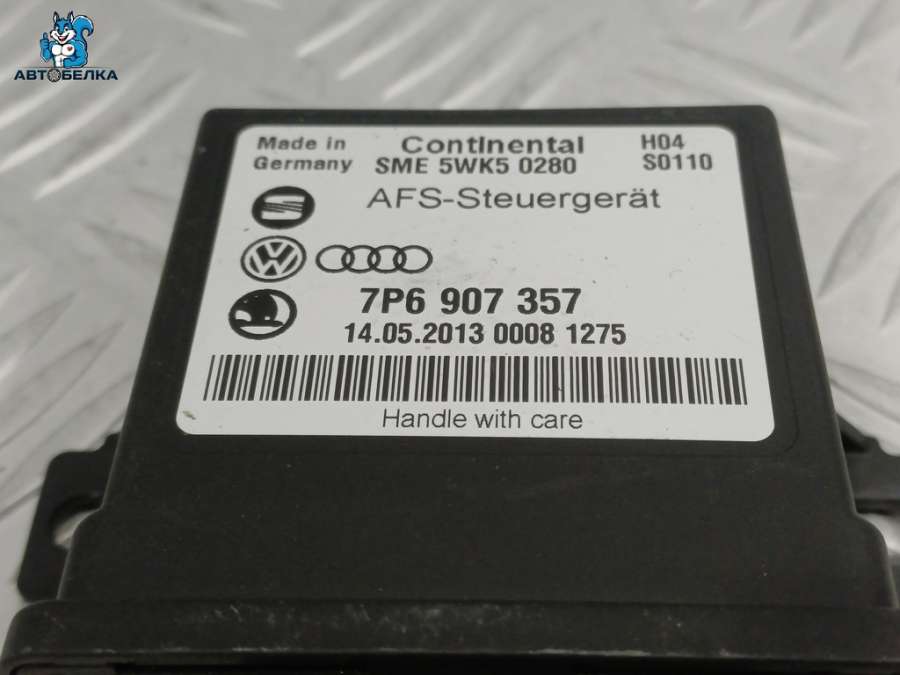 АВТОБЕЛКА
Made in Continental H04
Germany SME 5WK5 0280 S0110
AFS-Steuergerät
7P6 907 357
14.05.2013 0008 1275
Handle with care